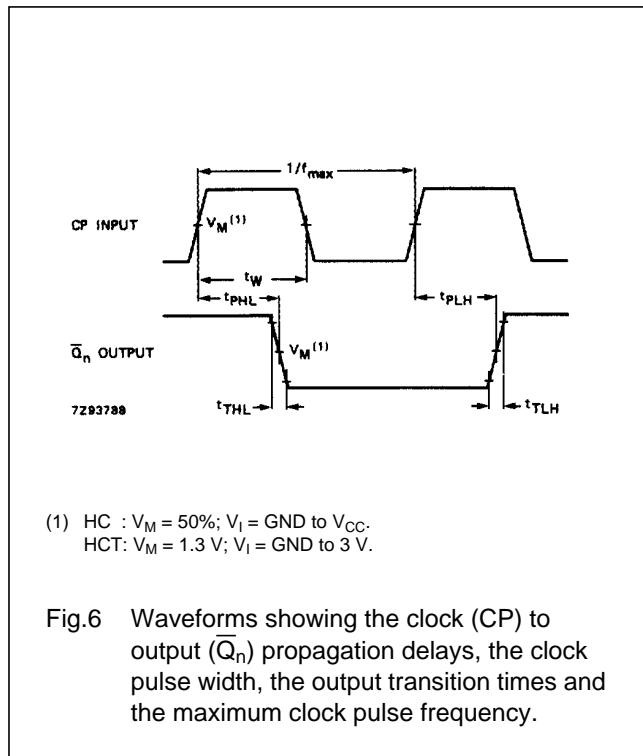 1/fmax
CP INPUT
VM(1)
tW
tPHL
tPLH
Q̅n OUTPUT
VM(1)
7Z93788
tTHL
tTLH
(1) HC : VM = 50%; VI = GND to VCC.
HCT: VM = 1.3 V; VI = GND to 3 V.
Fig.6 Waveforms showing the clock (CP) to
output (Q̅n) propagation delays, the clock
pulse width, the output transition times and
the maximum clock pulse frequency.